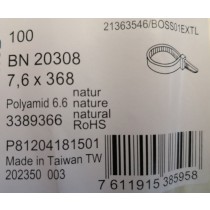 21363546/BOSS01EXTL
100
BN 20308
7,6 x 368
Polyamid 6.6
natur
nature
natural
3389366
RoHS
P81204181501
Made in Taiwan TW
202350 003
7 611915 385958